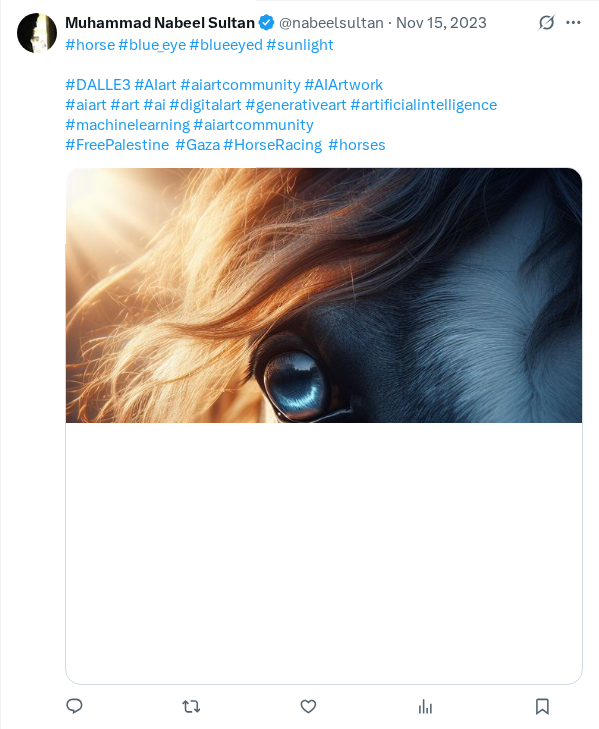 Muhammad Nabeel Sultan @nabeelsultan · Nov 15, 2023
#horse #blue_eye #blueeyed #sunlight
#DALLE3 #AIart #aiartcommunity #AIArtwork
#aiart #art #ai #digitalart #generativeart #artificialintelligence
#machinelearning #aiartcommunity
#FreePalestine #Gaza #HorseRacing #horses